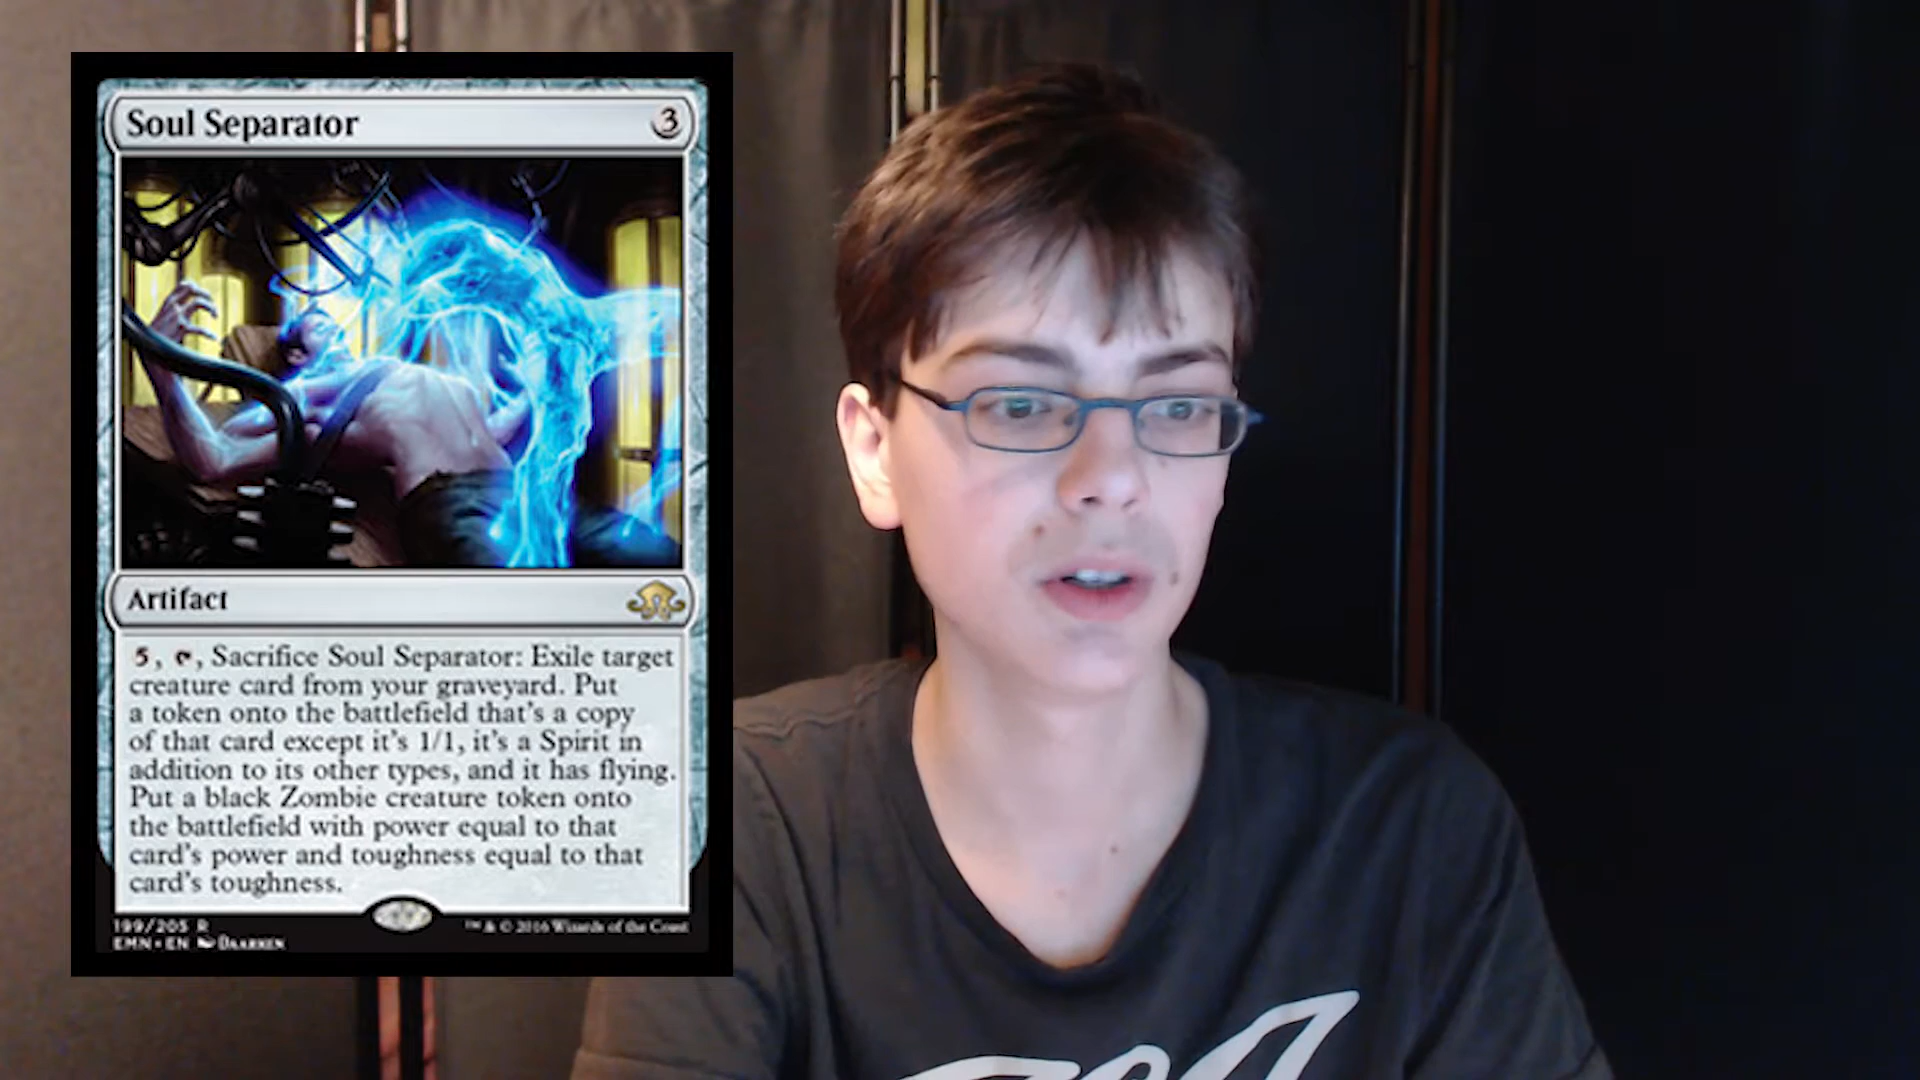 Soul Separator 3
Artifact
5, T, Sacrifice Soul Separator: Exile target
creature card from your graveyard. Put
a token onto the battlefield that's a copy
of that card except it's 1/1, it's a Spirit in
addition to its other types, and it has flying.
Put a black Zombie creature token onto
the battlefield with power equal to that
card's power and toughness equal to that
card's toughness.
199/205 R
EMN • EN Daarken
™ & © 2016 Wizards of the Coast